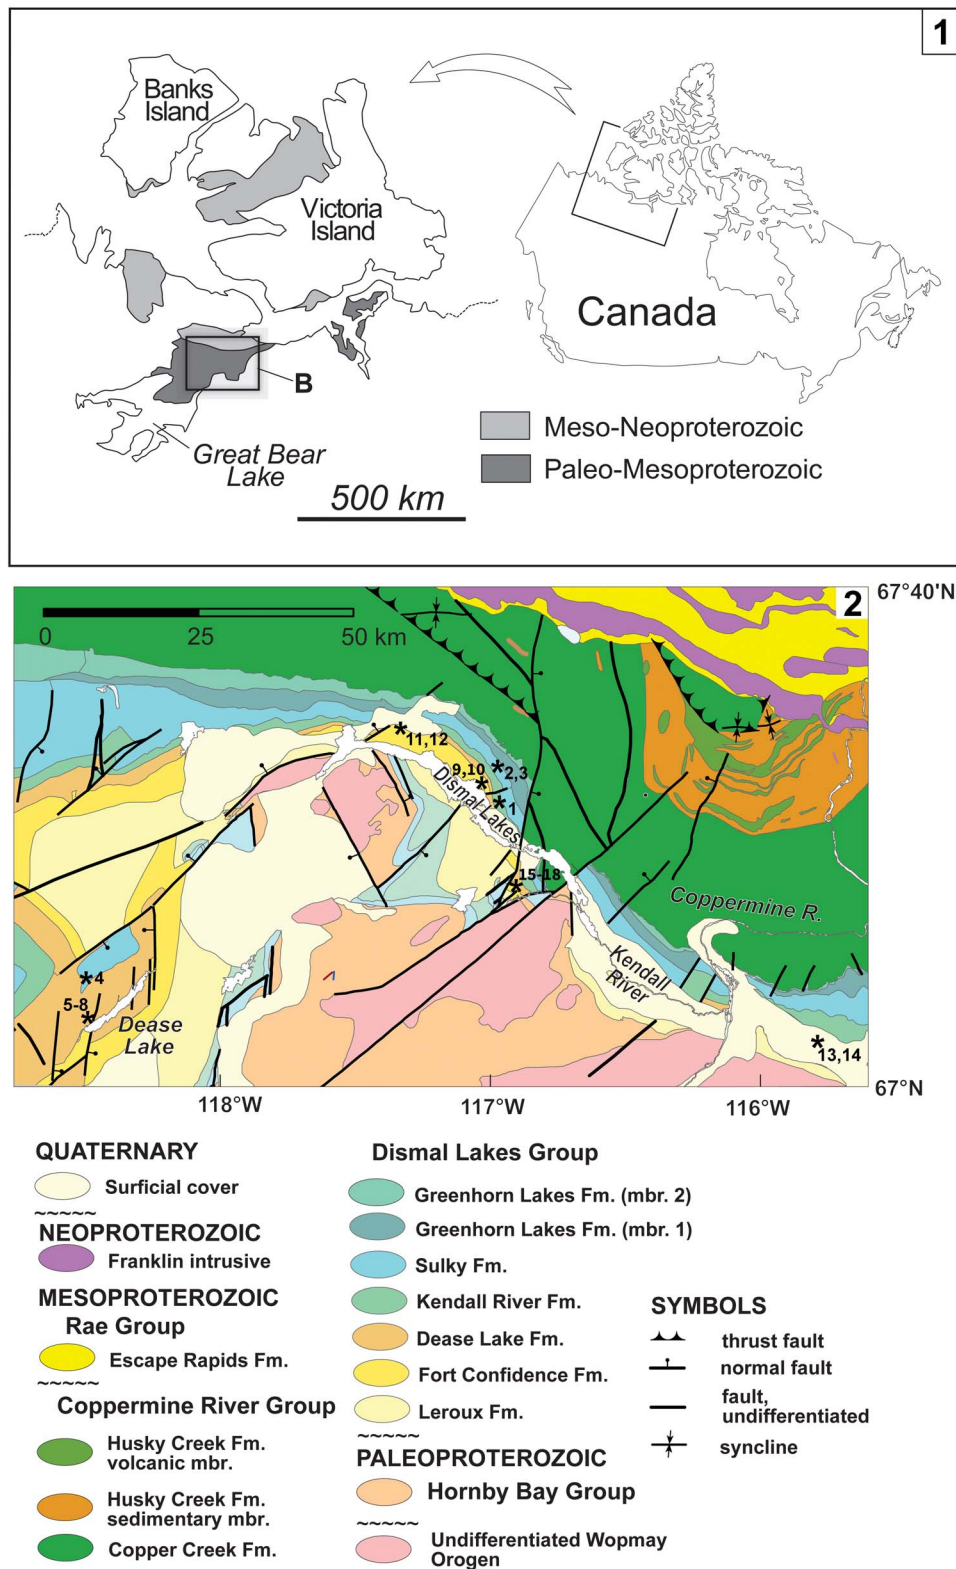 1
Banks
Island
Victoria
Island
Canada
B
Great Bear
Lake
500 km
Meso-Neoproterozoic
Paleo-Mesoproterozoic
67°40'N
2
0 25 50 km
11,12
9,10
2,3
1
Dismal Lakes
15-18
Coppermine R.
4
5-8
Dease
Lake
Kendall
River
13,14
67°N
118°W 117°W 116°W
QUATERNARY
Surficial cover
~~~~~
NEOPROTEROZOIC
Franklin intrusive
MESOPROTEROZOIC
Rae Group
Escape Rapids Fm.
~~~~~
Coppermine River Group
Husky Creek Fm.
volcanic mbr.
Husky Creek Fm.
sedimentary mbr.
Copper Creek Fm.
Dismal Lakes Group
Greenhorn Lakes Fm. (mbr. 2)
Greenhorn Lakes Fm. (mbr. 1)
Sulky Fm.
Kendall River Fm.
Dease Lake Fm.
Fort Confidence Fm.
Leroux Fm.
~~~~~
PALEOPROTEROZOIC
Hornby Bay Group
~~~~~
Undifferentiated Wopmay
Orogen
SYMBOLS
thrust fault
normal fault
fault,
undifferentiated
syncline